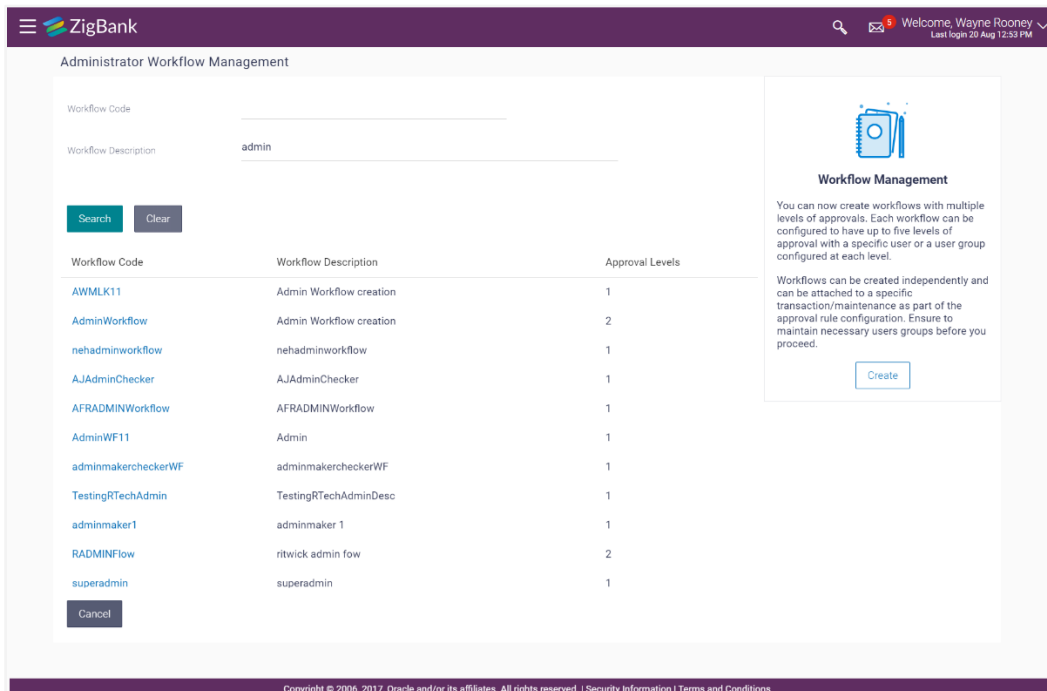 ZigBank
5
Welcome, Wayne Rooney
Last login 20 Aug 12:53 PM
Administrator Workflow Management
Workflow Code
Workflow Description admin
Search Clear
Workflow Code Workflow Description Approval Levels
AWMLK11 Admin Workflow creation 1
AdminWorkflow Admin Workflow creation 2
nehadminworkflow nehadminworkflow 1
AJAdminChecker AJAdminChecker 1
AFRADMINWorkflow AFRADMINWorkflow 1
AdminWF11 Admin 1
adminmakercheckerWF adminmakercheckerWF 1
TestingRTechAdmin TestingRTechAdminDesc 1
adminmaker1 adminmaker 1 1
RADMINFlow ritwick admin fow 2
superadmin superadmin 1
Cancel
Workflow Management
You can now create workflows with multiple
levels of approvals. Each workflow can be
configured to have up to five levels of
approval with a specific user or a user group
configured at each level.
Workflows can be created independently and
can be attached to a specific
transaction/maintenance as part of the
approval rule configuration. Ensure to
maintain necessary users groups before you
proceed.
Create
Copyright © 2006, 2017, Oracle and/or its affiliates. All rights reserved. | Security Information | Terms and Conditions